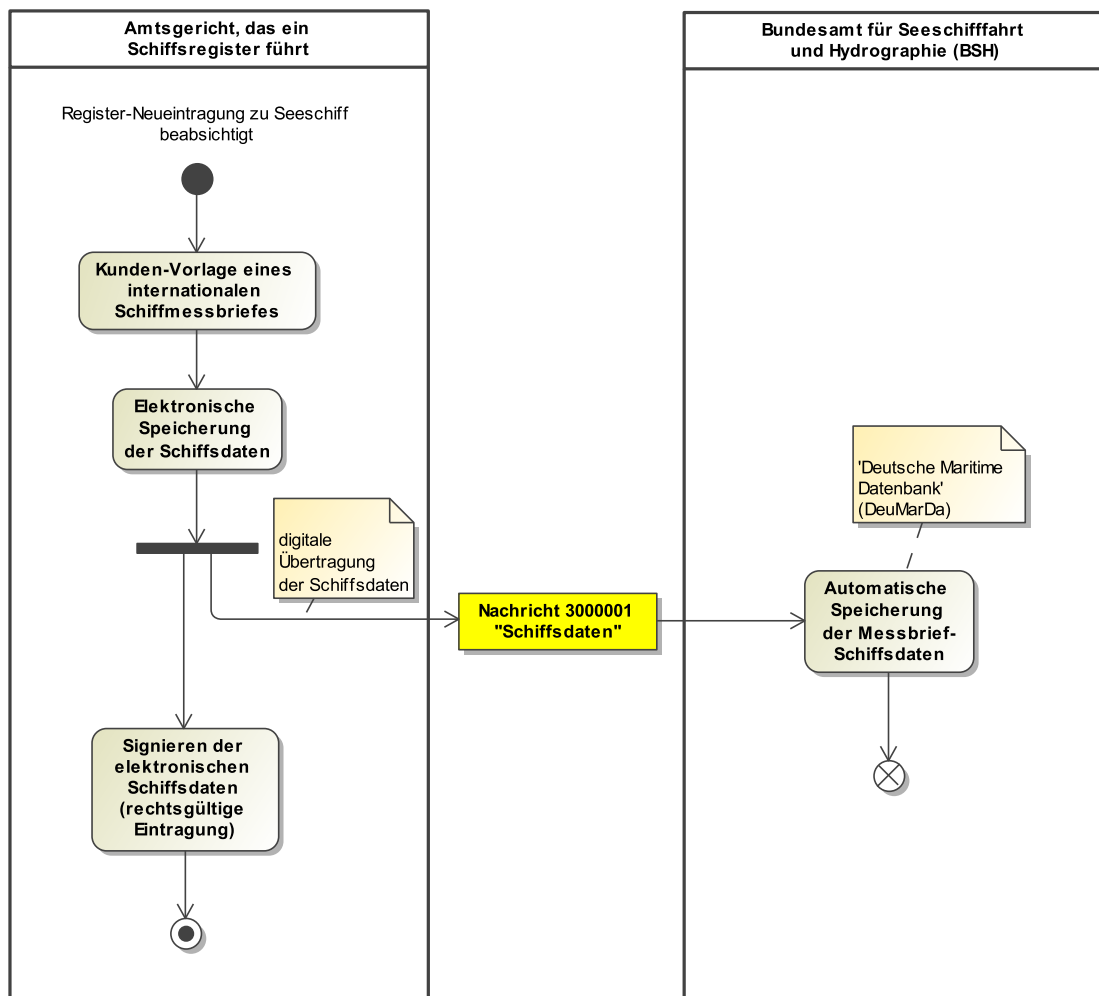 Amtsgericht, das ein
Schiffsregister führt
Register-Neueintragung zu Seeschiff
beabsichtigt
Kunden-Vorlage eines
internationalen
Schiffmessbriefes
Elektronische
Speicherung
der Schiffsdaten
digitale
Übertragung
der Schiffsdaten
Signieren der
elektronischen
Schiffsdaten
(rechtsgültige
Eintragung)
Nachricht 3000001
"Schiffsdaten"
Bundesamt für Seeschifffahrt
und Hydrographie (BSH)
'Deutsche Maritime
Datenbank'
(DeuMarDa)
Automatische
Speicherung
der Messbrief-
Schiffsdaten